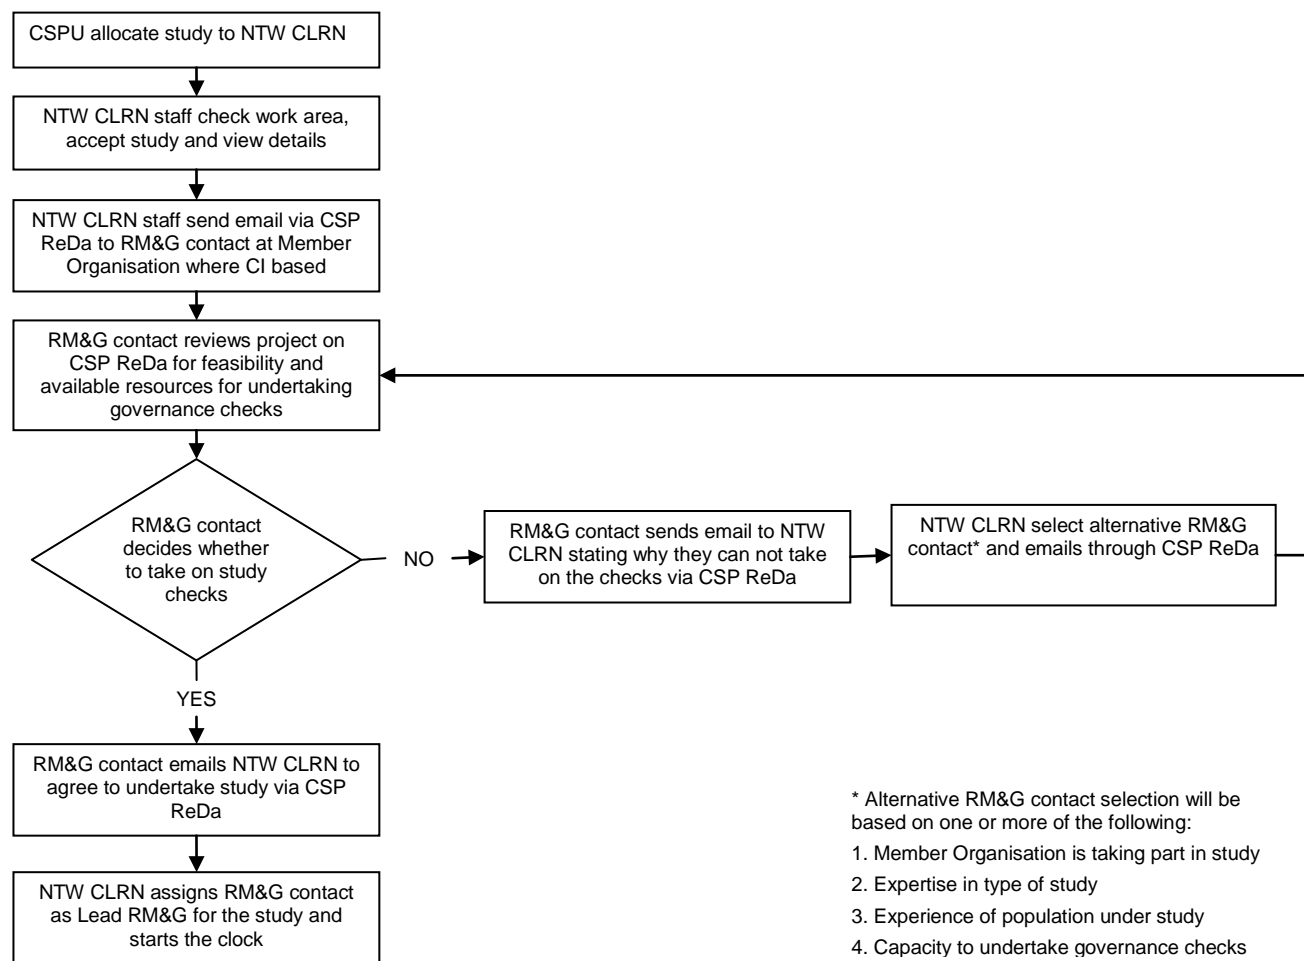 CSPU allocate study to NTW CLRN
NTW CLRN staff check work area,
accept study and view details
NTW CLRN staff send email via CSP
ReDa to RM&G contact at Member
Organisation where CI based
RM&G contact reviews project on
CSP ReDa for feasibility and
available resources for undertaking
governance checks
RM&G contact
decides whether
to take on study
checks
NO
RM&G contact sends email to NTW
CLRN stating why they can not take
on the checks via CSP ReDa
NTW CLRN select alternative RM&G
contact* and emails through CSP ReDa
YES
RM&G contact emails NTW CLRN to
agree to undertake study via CSP
ReDa
NTW CLRN assigns RM&G contact
as Lead RM&G for the study and
starts the clock
* Alternative RM&G contact selection will be
based on one or more of the following:
1. Member Organisation is taking part in study
2. Expertise in type of study
3. Experience of population under study
4. Capacity to undertake governance checks